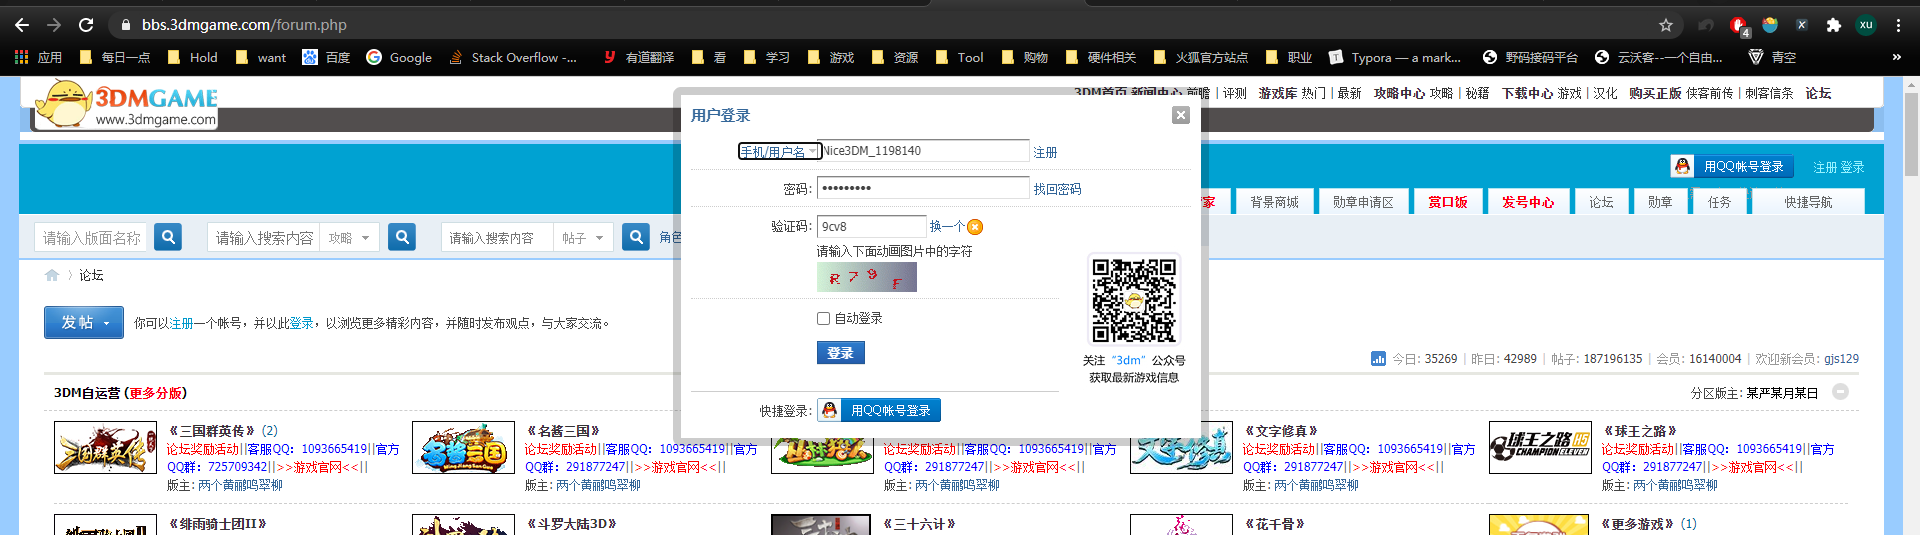 bbs.3dmgame.com/forum.php
4
xu
应用 每日一点 Hold want 百度 Google Stack Overflow -... 有道翻译 看 学习 游戏 资源 Tool 购物 硬件相关 火狐官方站点 职业 Typora — a mark... 野码接码平台 云沃客--一个自由... 青空 »
3DMGAME
www.3dmgame.com
3DM首页 新闻中心 前瞻 | 评测 游戏库 热门 | 最新 攻略中心 攻略 | 秘籍 下载中心 游戏 | 汉化 购买正版 侠客前传 | 刺客信条 论坛
用QQ帐号登录 注册 登录
家 背景商城 勋章申请区 赏口饭 发号中心 论坛 勋章 任务 快捷导航
请输入版面名称 请输入搜索内容 攻略 请输入搜索内容 帖子 角色
论坛
发帖 你可以注册一个帐号，并以此登录，以浏览更多精彩内容，并随时发布观点，与大家交流。
用户登录
手机/用户名 Nice3DM_1198140 注册
密码: ••••••••• 找回密码
验证码: 9cv8 换一个
请输入下面动画图片中的字符
R 7 9 F
自动登录
登录
快捷登录: 用QQ帐号登录
关注“3dm”公众号
获取最新游戏信息
今日: 35269 | 昨日: 42989 | 帖子: 187196135 | 会员: 16140004 | 欢迎新会员: gjs129
3DM自运营 (更多分版) 分区版主: 某严某月某日
三国群英传
《三国群英传》 (2)
论坛奖励活动||客服QQ：1093665419||官方
QQ群：725709342||>>游戏官网<<||
版主: 两个黄鹂鸣翠柳
名酱三国
《名酱三国》
论坛奖励活动||客服QQ：1093665419||官方
QQ群：291877247||>>游戏官网<<||
版主: 两个黄鹂鸣翠柳
论坛奖励活动||客服QQ：1093665419||官方
QQ群：291877247||>>游戏官网<<||
版主: 两个黄鹂鸣翠柳
文字修真
《文字修真》
论坛奖励活动||客服QQ：1093665419||官方
QQ群：291877247||>>游戏官网<<||
版主: 两个黄鹂鸣翠柳
球王之路
CHAMPION ELEVEN
《球王之路》
论坛奖励活动||客服QQ：1093665419||官方
QQ群：291877247||>>游戏官网<<||
版主: 两个黄鹂鸣翠柳
《绯雨骑士团II》 《斗罗大陆3D》 《三十六计》 《花千骨》 《更多游戏》 (1)